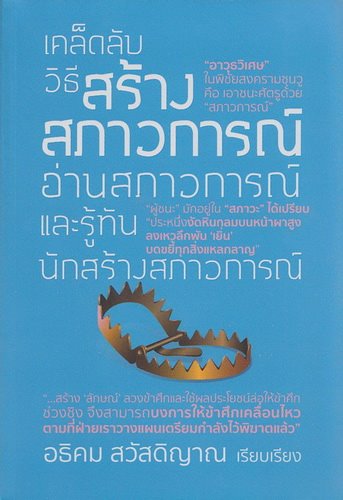 เคล็ดลับ
วิธี สร้าง
"อาวุธวิเศษ"
ในพิชัยสงครามซุนวู
คือ เอาชนะศัตรูด้วย
"สภาวการณ์"
สภาวการณ์
อ่านสภาวการณ์
และรู้ทัน
"ผู้ชนะ" มักอยู่ใน "สภาวะ" ได้เปรียบ
"ประหนึ่งงัดหินกลมบนหน้าผาสูง
ลงเหวลึกพัน 'เยิ่น'
บดขยี้ทุกสิ่งแหลกลาญ"
นักสร้างสภาวการณ์
"...สร้าง 'ลักษณ์' ลวงข้าศึกและใช้ผลประโยชน์ล่อให้ข้าศึก
ช่วงชิง จึงสามารถบงการให้ข้าศึกเคลื่อนไหว
ตามที่ฝ่ายเราวางแผนเตรียมกำลังไว้พิฆาตแล้ว"
อธิคม สวัสดิญาณ เรียบเรียง